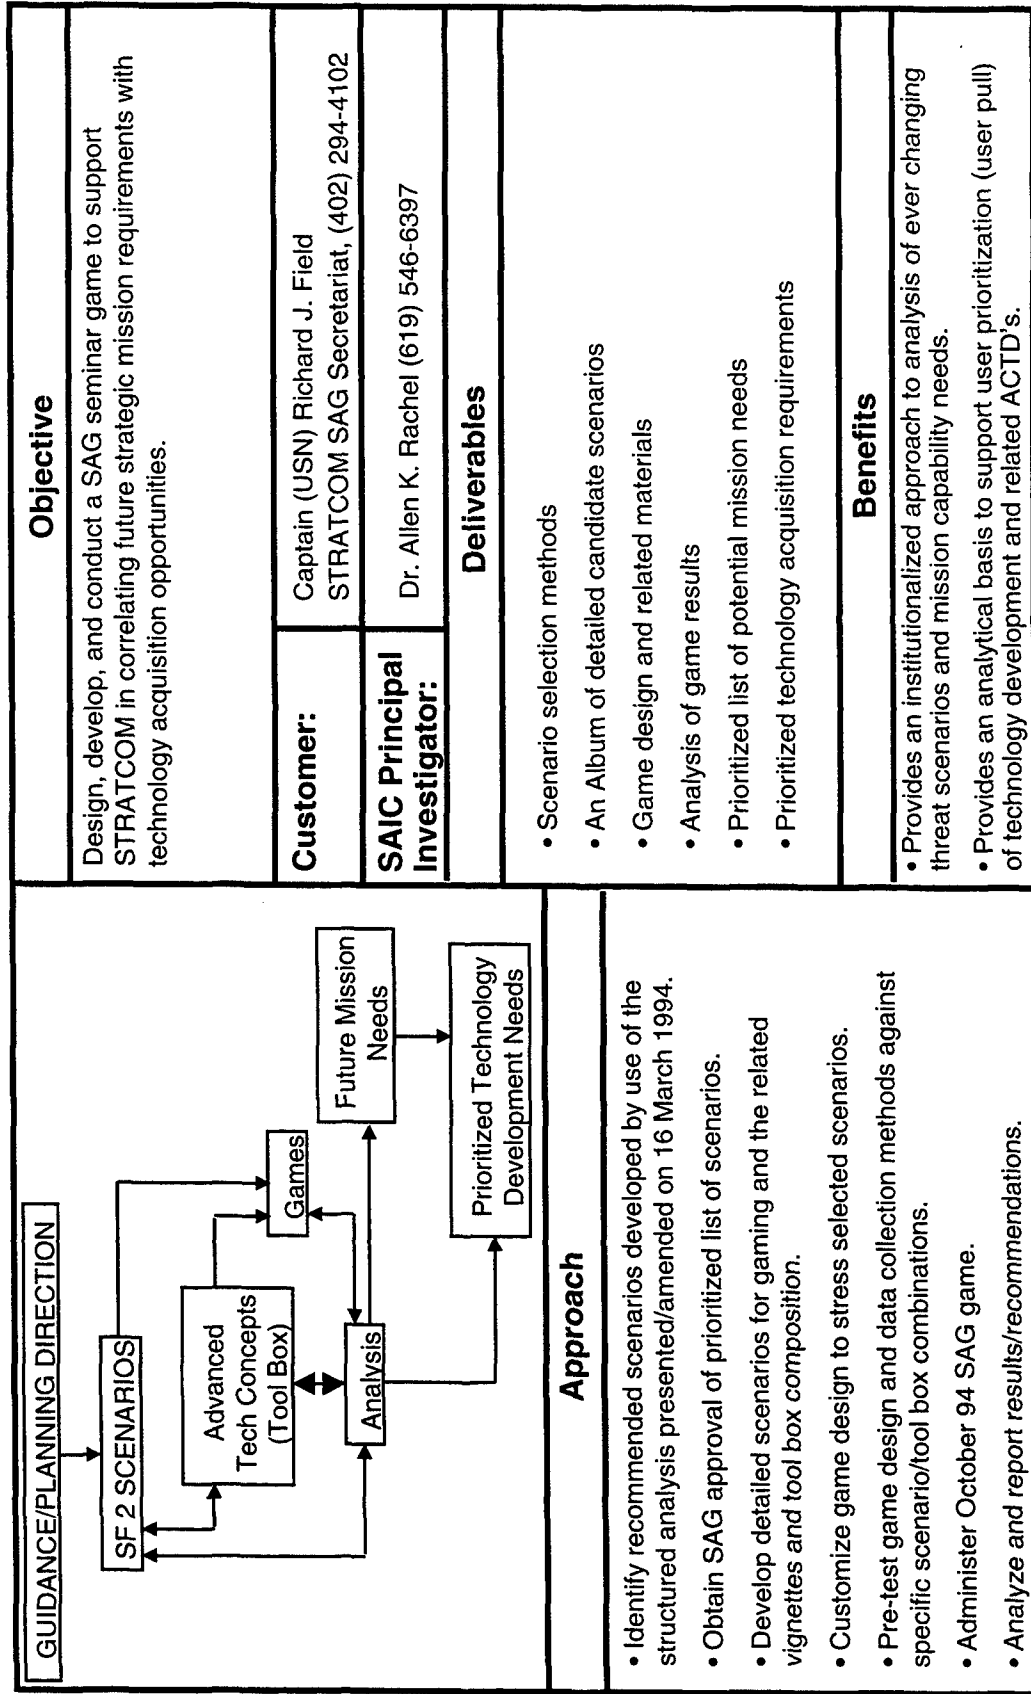 GUIDANCE/PLANNING DIRECTION
SF 2 SCENARIOS
Advanced
Tech Concepts
(Tool Box)
Games
Analysis
Future Mission
Needs
Prioritized Technology
Development Needs
Approach
• Identify recommended scenarios developed by use of the
structured analysis presented/amended on 16 March 1994.
• Obtain SAG approval of prioritized list of scenarios.
• Develop detailed scenarios for gaming and the related
vignettes and tool box composition.
• Customize game design to stress selected scenarios.
• Pre-test game design and data collection methods against
specific scenario/tool box combinations.
• Administer October 94 SAG game.
• Analyze and report results/recommendations.
Objective
Design, develop, and conduct a SAG seminar game to support
STRATCOM in correlating future strategic mission requirements with
technology acquisition opportunities.
Customer:
Captain (USN) Richard J. Field
STRATCOM SAG Secretariat, (402) 294-4102
SAIC Principal
Investigator:
Dr. Allen K. Rachel (619) 546-6397
Deliverables
• Scenario selection methods
• An Album of detailed candidate scenarios
• Game design and related materials
• Analysis of game results
• Prioritized list of potential mission needs
• Prioritized technology acquisition requirements
Benefits
• Provides an institutionalized approach to analysis of ever changing
threat scenarios and mission capability needs.
• Provides an analytical basis to support user prioritization (user pull)
of technology development and related ACTD's.